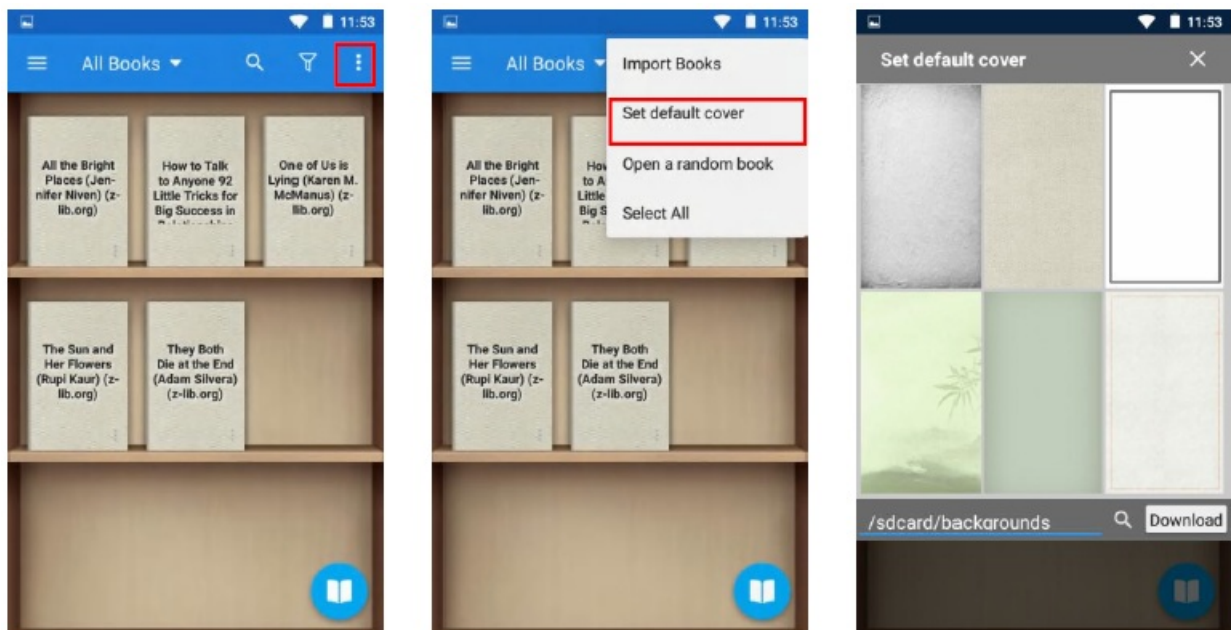 11:53
All Books
All the Bright
Places (Jen-
nifer Niven) (z-
lib.org)
How to Talk
to Anyone 92
Little Tricks for
Big Success in
One of Us is
Lying (Karen M.
McManus) (z-
lib.org)
The Sun and
Her Flowers
(Rupi Kaur) (z-
lib.org)
They Both
Die at the End
(Adam Silvera)
(z-lib.org)
11:53
All Books
Import Books
Set default cover
Open a random book
Select All
All the Bright
Places (Jen-
nifer Niven) (z-
lib.org)
How
to A
Little
Big S
The Sun and
Her Flowers
(Rupi Kaur) (z-
lib.org)
They Both
Die at the End
(Adam Silvera)
(z-lib.org)
11:53
Set default cover
/sdcard/backgrounds
Download